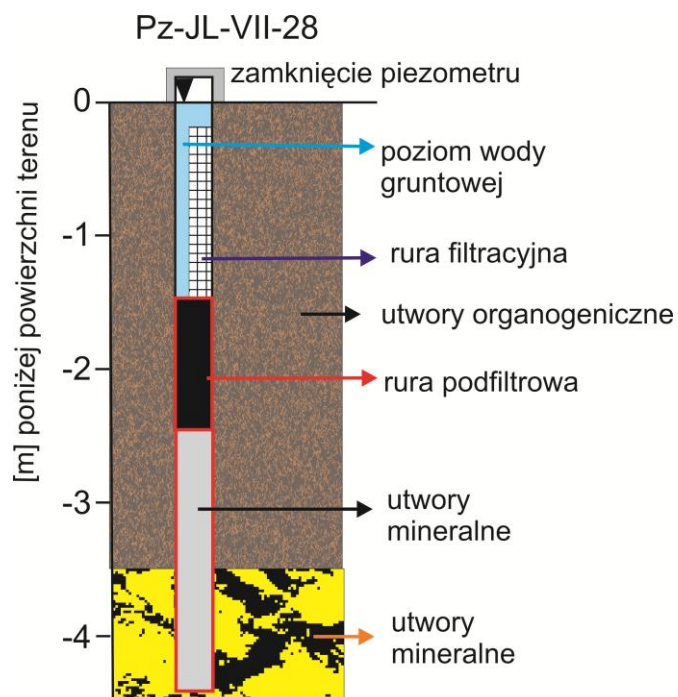 Pz-JL-VII-28
zamknięcie piezometru
0
poziom wody
gruntowej
-1
rura filtracyjna
utwory organogeniczne
-2
rura podfiltrowa
[m] poniżej powierzchni terenu
-3
utwory
mineralne
-4
utwory
mineralne